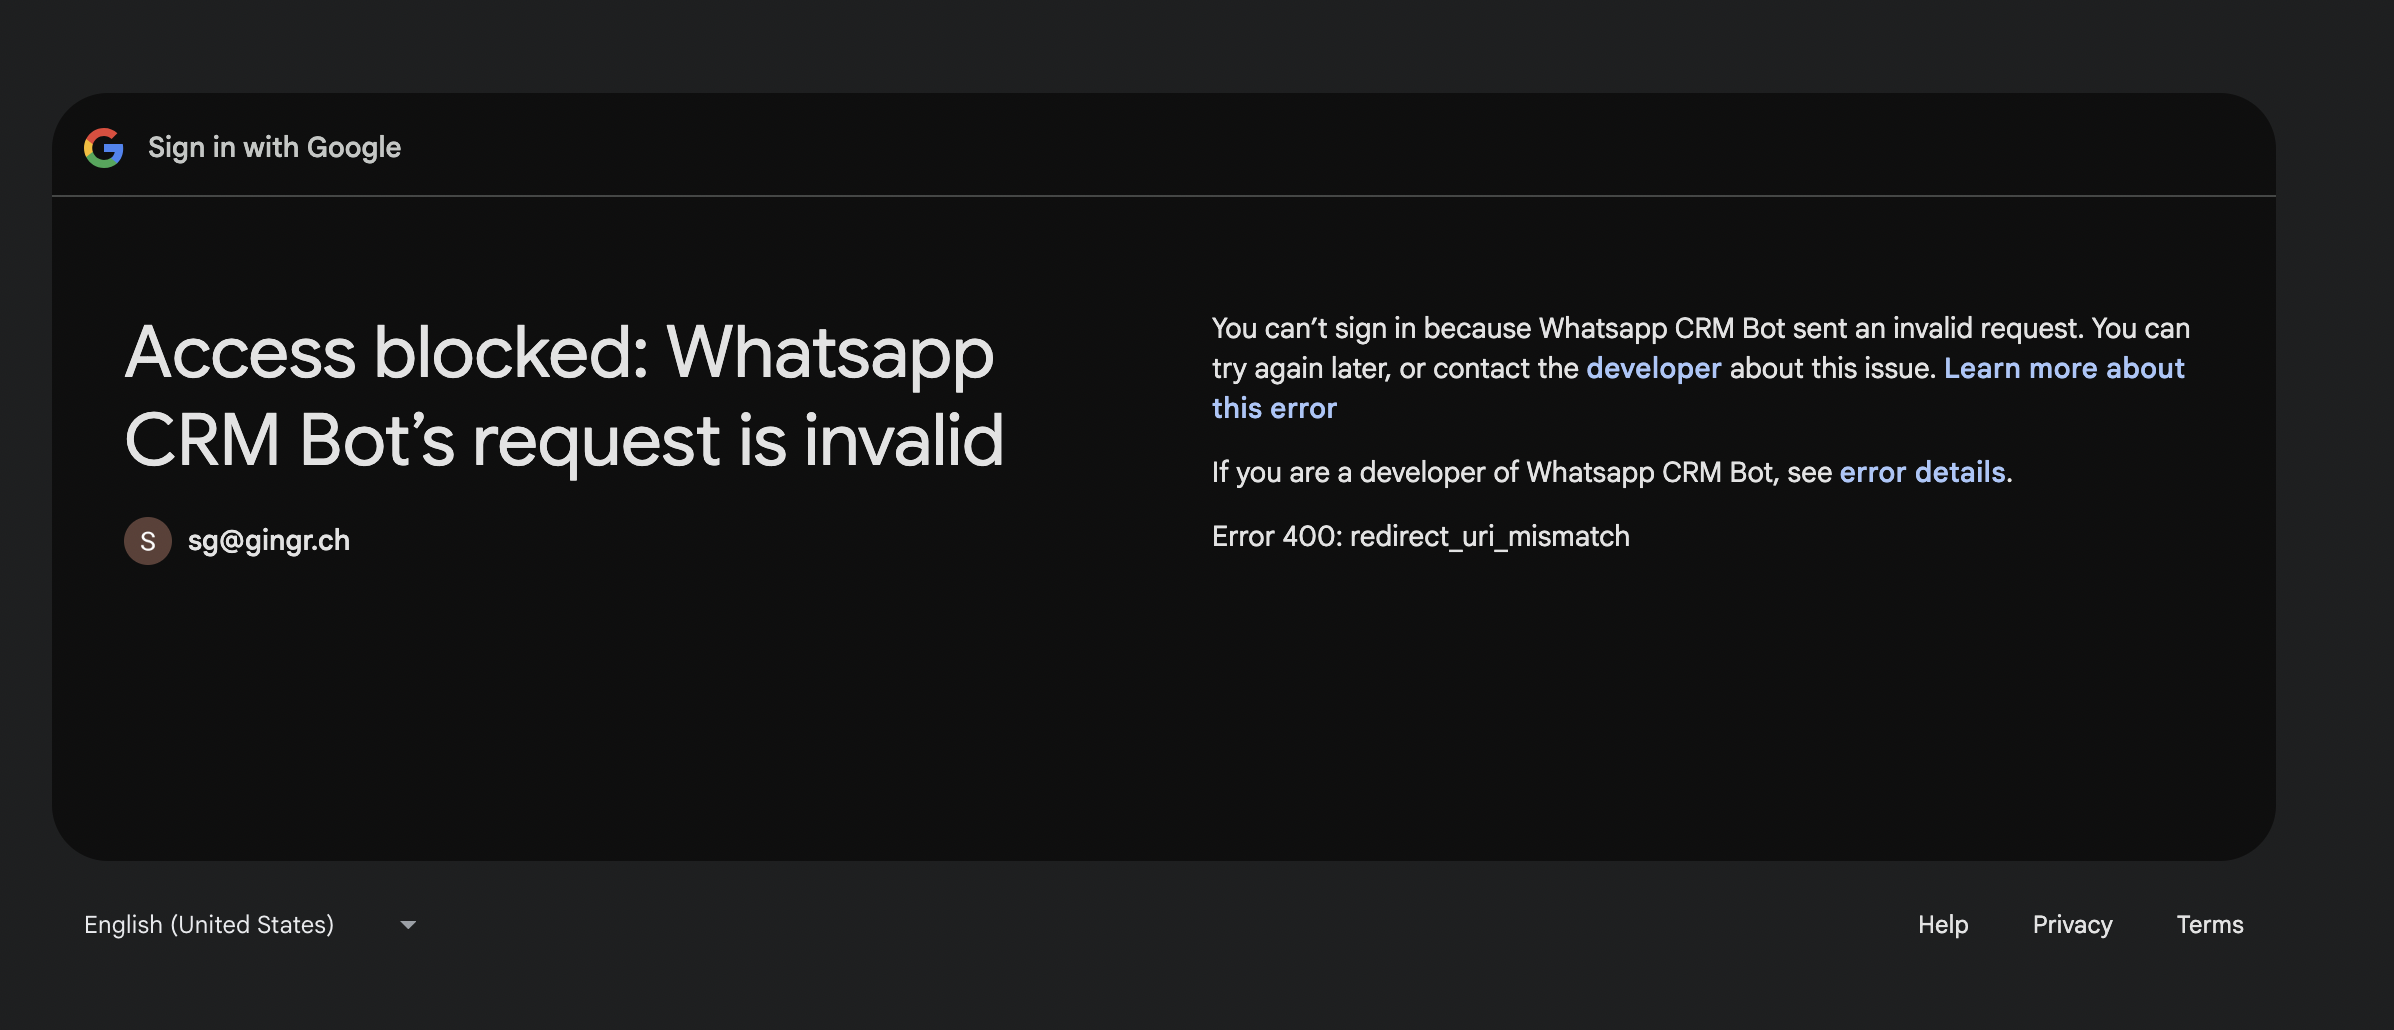 Sign in with Google
Access blocked: Whatsapp
CRM Bot’s request is invalid
S
sg@gingr.ch
You can’t sign in because Whatsapp CRM Bot sent an invalid request. You can
try again later, or contact the developer about this issue. Learn more about
this error
If you are a developer of Whatsapp CRM Bot, see error details.
Error 400: redirect_uri_mismatch
English (United States)
Help
Privacy
Terms